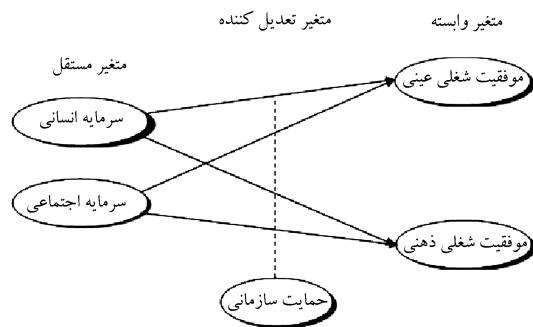 متغیر وابسته
متغیر تعدیل کننده
متغیر مستقل
موفقیت شغلی عینی
سرمایه انسانی
سرمایه اجتماعی
موفقیت شغلی ذهنی
حمایت سازمانی